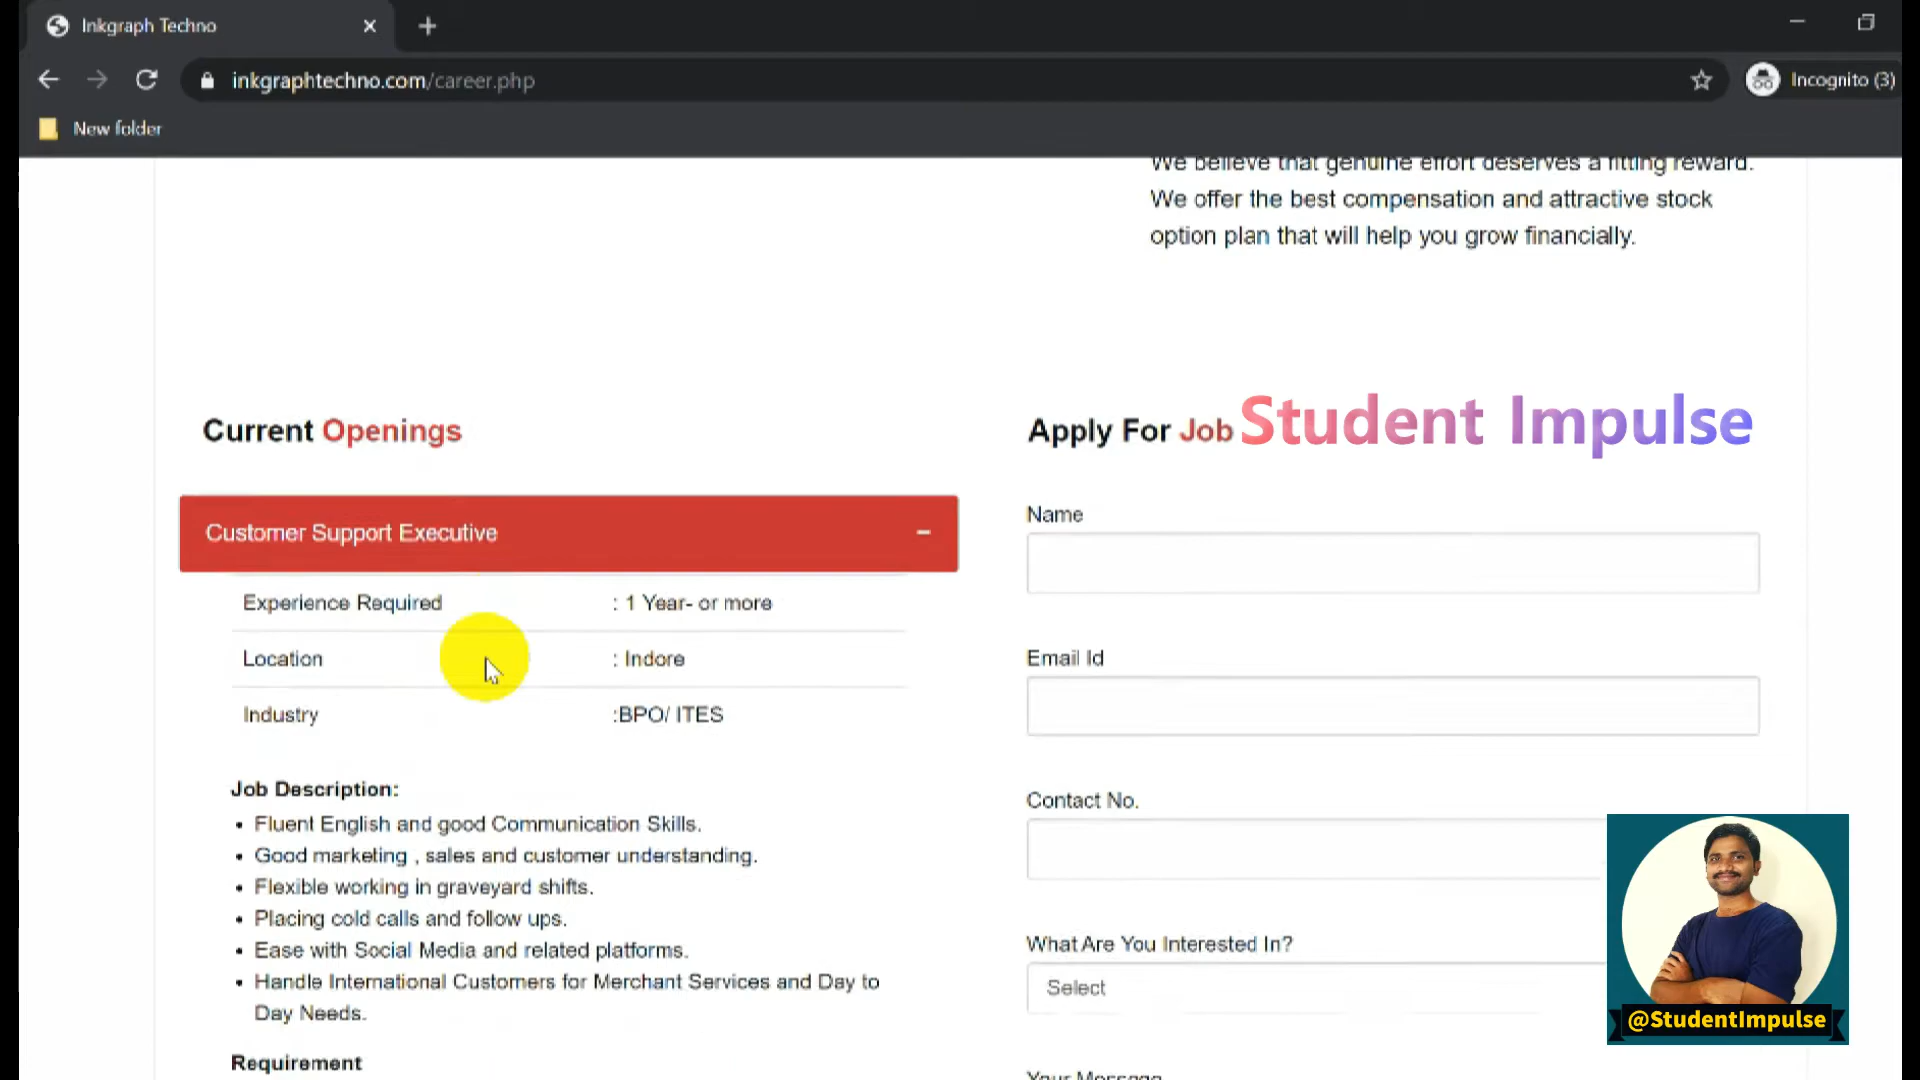 Inkgraph Techno
inkgraphtechno.com/career.php
Incognito (3)
New folder
We believe that genuine effort deserves a fitting reward.
We offer the best compensation and attractive stock
option plan that will help you grow financially.
Current Openings
Customer Support Executive
Experience Required : 1 Year- or more
Location : Indore
Industry :BPO/ ITES
Job Description:
• Fluent English and good Communication Skills.
• Good marketing , sales and customer understanding.
• Flexible working in graveyard shifts.
• Placing cold calls and follow ups.
• Ease with Social Media and related platforms.
• Handle International Customers for Merchant Services and Day to
Day Needs.
Requirement
Apply For Job
Student Impulse
Name
Email Id
Contact No.
What Are You Interested In?
Select
Your Message
@StudentImpulse